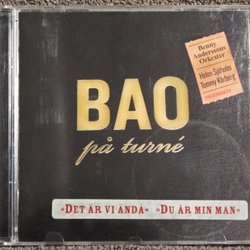 Benny
Anderssons
Orkester
Helen Sjöholm
Tommy Körberg
BAO
på turné
»DET ÄR VI ÄNDÅ« »DU ÄR MIN MAN«